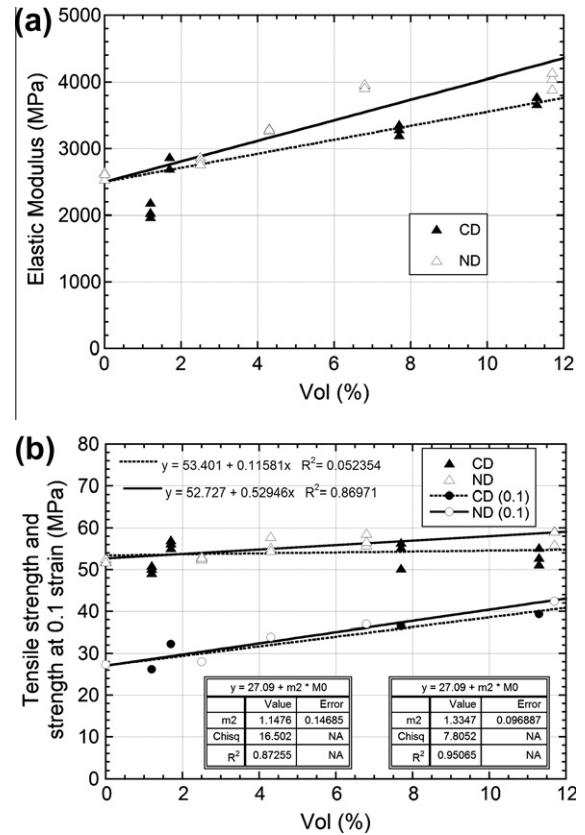 (a)
5000
4000
3000
2000
1000
0
Elastic Modulus (MPa)
CD
ND
0 2 4 6 8 10 12
Vol (%)
(b)
80
70
60
50
40
30
20
10
0
Tensile strength and
strength at 0.1 strain (MPa)
y = 53.401 + 0.11581x R² = 0.052354
y = 52.727 + 0.52946x R² = 0.86971
CD
ND
CD (0.1)
ND (0.1)
y = 27.09 + m2 * M0
Value Error
m2 1.1476 0.14685
Chisq 16.502 NA
R² 0.87255 NA
y = 27.09 + m2 * M0
Value Error
m2 1.3347 0.096887
Chisq 7.8052 NA
R² 0.95065 NA
0 2 4 6 8 10 12
Vol (%)